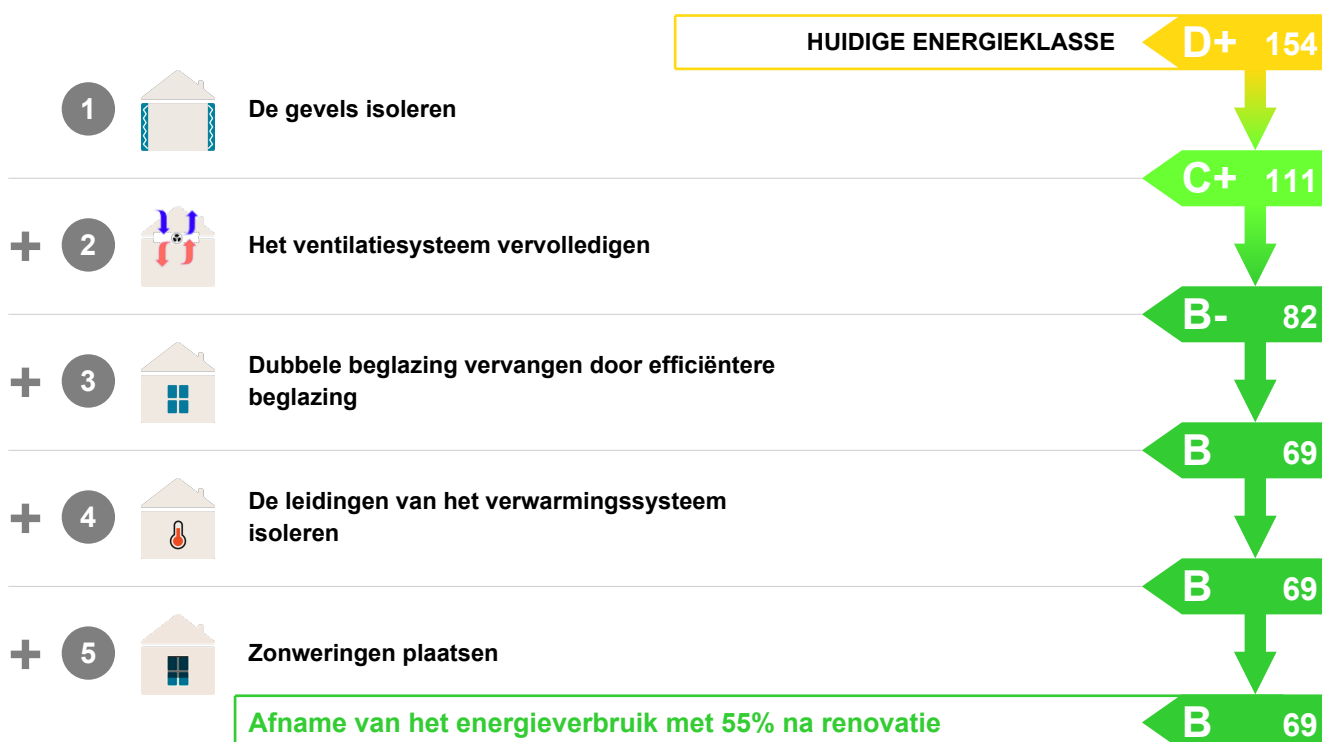 HUIDIGE ENERGIEKLASSE D+ 154
1 De gevels isoleren
C+ 111
+ 2 Het ventilatiesysteem vervolledigen
B- 82
+ 3 Dubbele beglazing vervangen door efficiëntere
beglazing
B 69
+ 4 De leidingen van het verwarmingssysteem
isoleren
B 69
+ 5 Zonweringen plaatsen
Afname van het energieverbruik met 55% na renovatie B 69